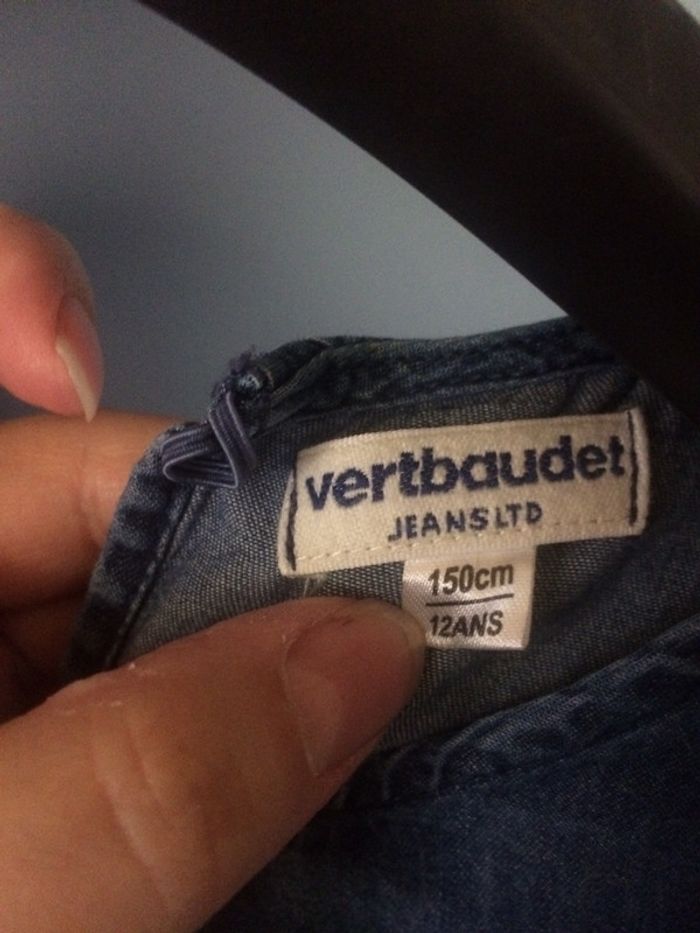 vertbaudet
JEANS LTD
150cm
12ANS